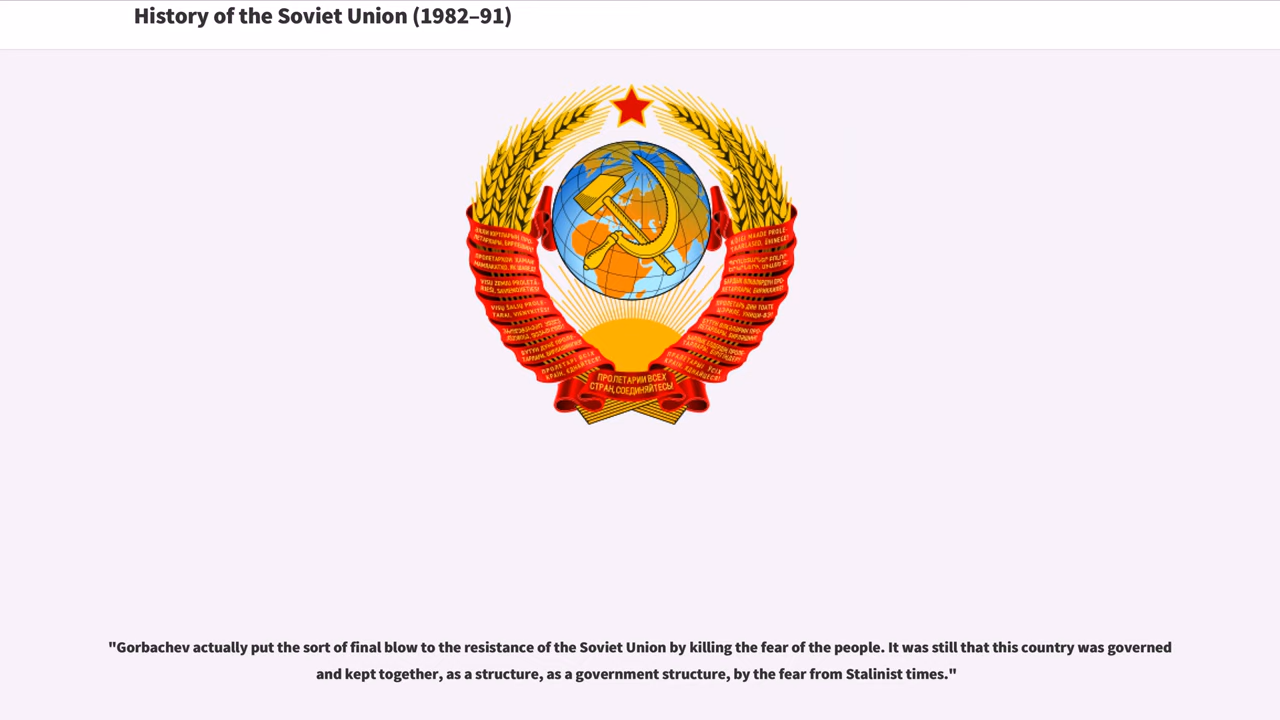 History of the Soviet Union (1982–91)
ПРОЛЕТАРИИ ВСЕХ
СТРАН, СОЕДИНЯЙТЕСЬ!
"Gorbachev actually put the sort of final blow to the resistance of the Soviet Union by killing the fear of the people. It was still that this country was governed
and kept together, as a structure, as a government structure, by the fear from Stalinist times."